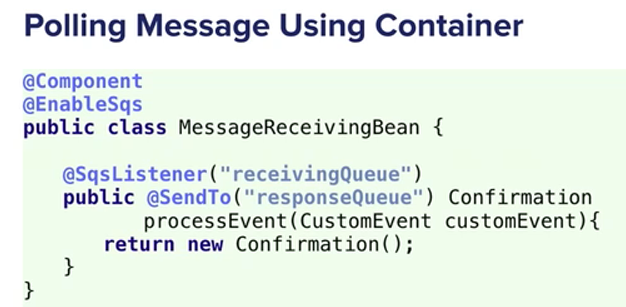 Polling Message Using Container
@Component
@EnableSqs
public class MessageReceivingBean {
@SqsListener("receivingQueue")
public @SendTo("responseQueue") Confirmation
processEvent(CustomEvent customEvent){
return new Confirmation();
}
}